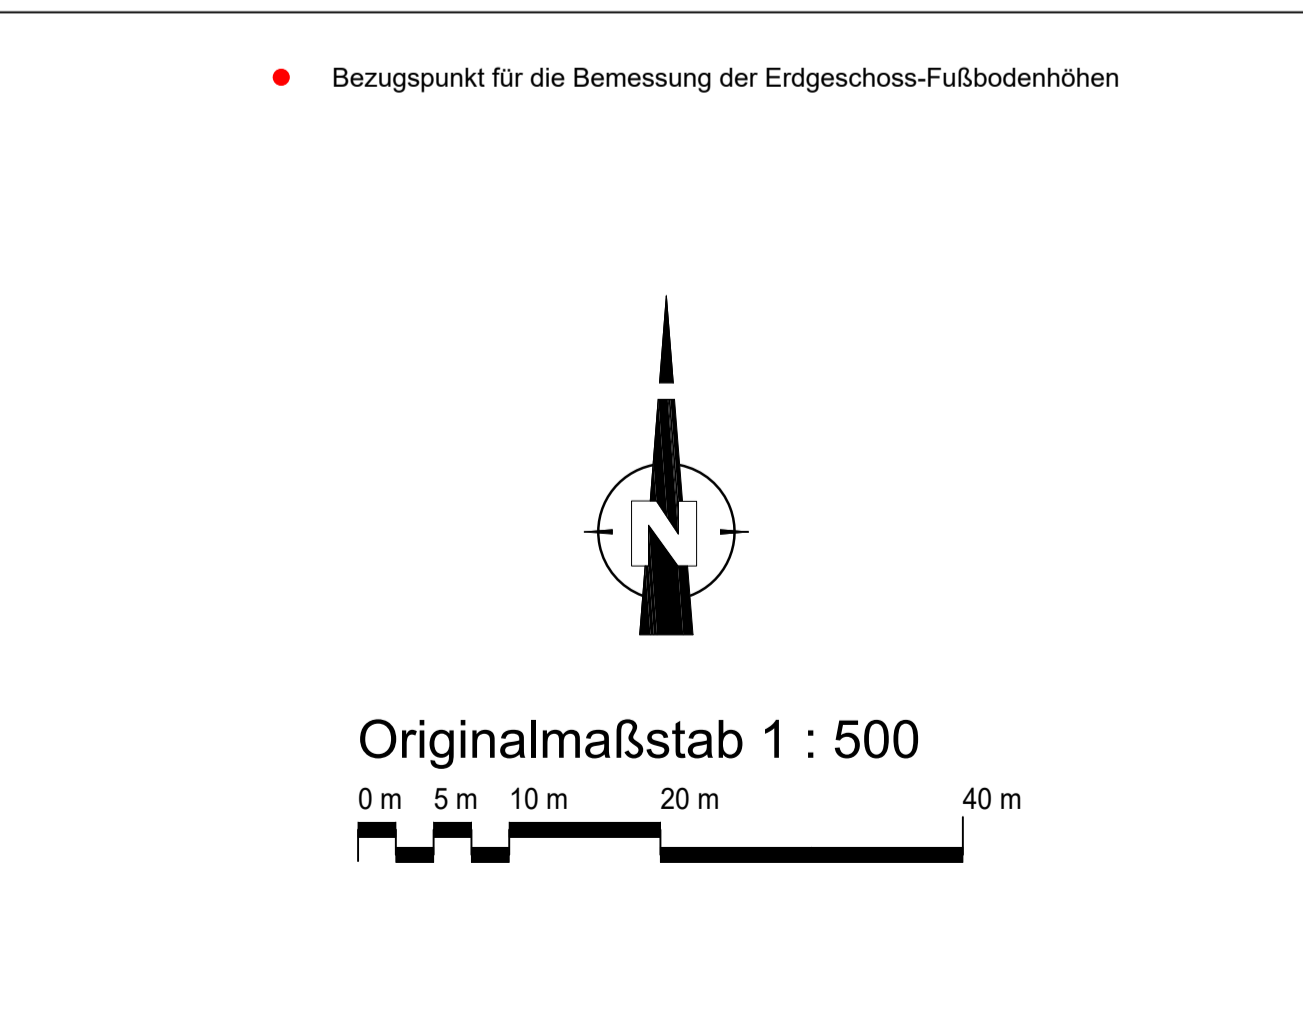 Bezugspunkt für die Bemessung der Erdgeschoss-Fußbodenhöhen
N
Originalmaßstab 1 : 500
0 m 5 m 10 m 20 m 40 m